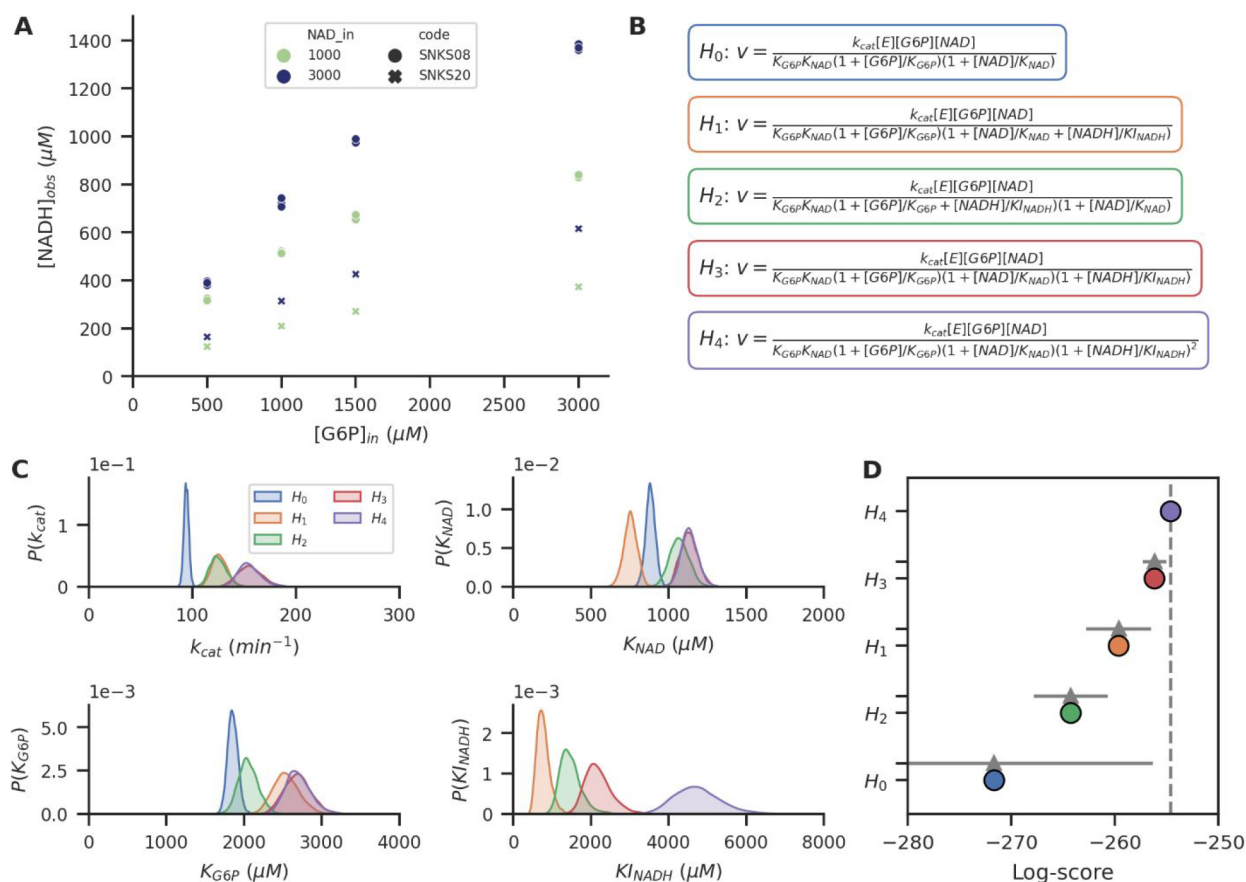 A
NAD_in code
1000 SNKS08
3000 SNKS20
1400
1200
1000
800
600
400
200
0
[NADH]obs (μM)
0 500 1000 1500 2000 2500 3000
[G6P]in (μM)
B
H0: v = kcat[E][G6P][NAD] / KG6PKNAD(1 + [G6P]/KG6P)(1 + [NAD]/KNAD)
H1: v = kcat[E][G6P][NAD] / KG6PKNAD(1 + [G6P]/KG6P)(1 + [NAD]/KNAD + [NADH]/KINADH)
H2: v = kcat[E][G6P][NAD] / KG6PKNAD(1 + [G6P]/KG6P + [NADH]/KINADH)(1 + [NAD]/KNAD)
H3: v = kcat[E][G6P][NAD] / KG6PKNAD(1 + [G6P]/KG6P)(1 + [NAD]/KNAD)(1 + [NADH]/KINADH)
H4: v = kcat[E][G6P][NAD] / KG6PKNAD(1 + [G6P]/KG6P)(1 + [NAD]/KNAD)(1 + [NADH]/KINADH)²
C
1e−1
P(kcat)
1
0
H0 H3
H1 H4
H2
0 100 200 300
kcat (min⁻¹)
1e−2
P(KNAD)
1.0
0.5
0.0
0 500 1000 1500 2000
KNAD (μM)
1e−3
P(KG6P)
5.0
2.5
0.0
0 1000 2000 3000 4000
KG6P (μM)
1e−3
P(KINADH)
2
1
0
0 2000 4000 6000 8000
KINADH (μM)
D
H4
H3
H1
H2
H0
−280 −270 −260 −250
Log-score